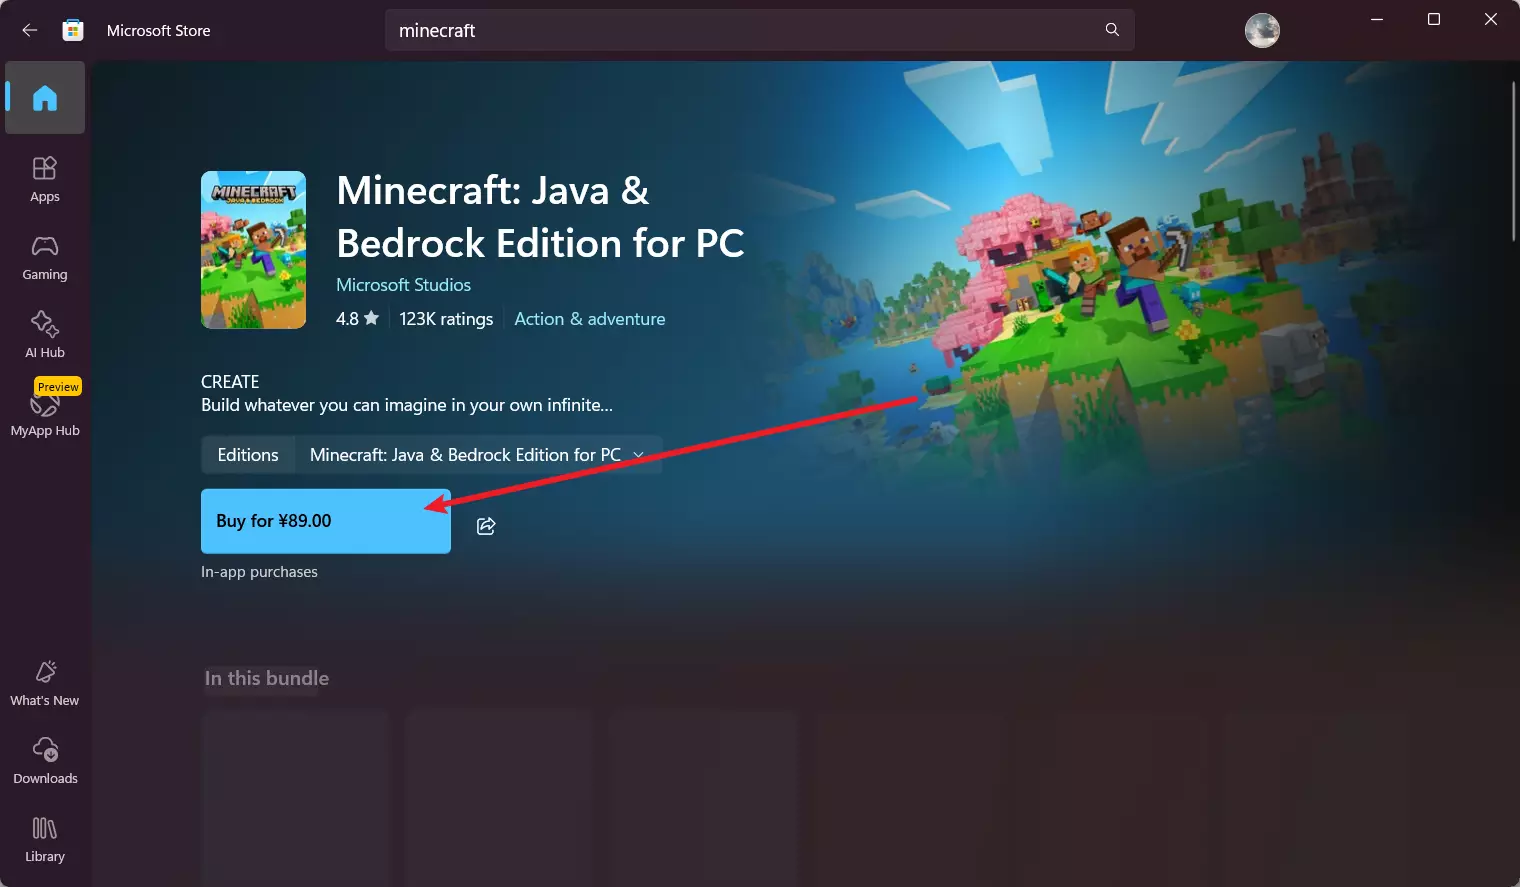 Microsoft Store
minecraft
Apps
Gaming
AI Hub
Preview
MyApp Hub
What's New
Downloads
Library
MINECRAFT
JAVA & BEDROCK
Minecraft: Java &
Bedrock Edition for PC
Microsoft Studios
4.8 ★ 123K ratings Action & adventure
CREATE
Build whatever you can imagine in your own infinite...
Editions Minecraft: Java & Bedrock Edition for PC
Buy for ¥89.00
In-app purchases
In this bundle